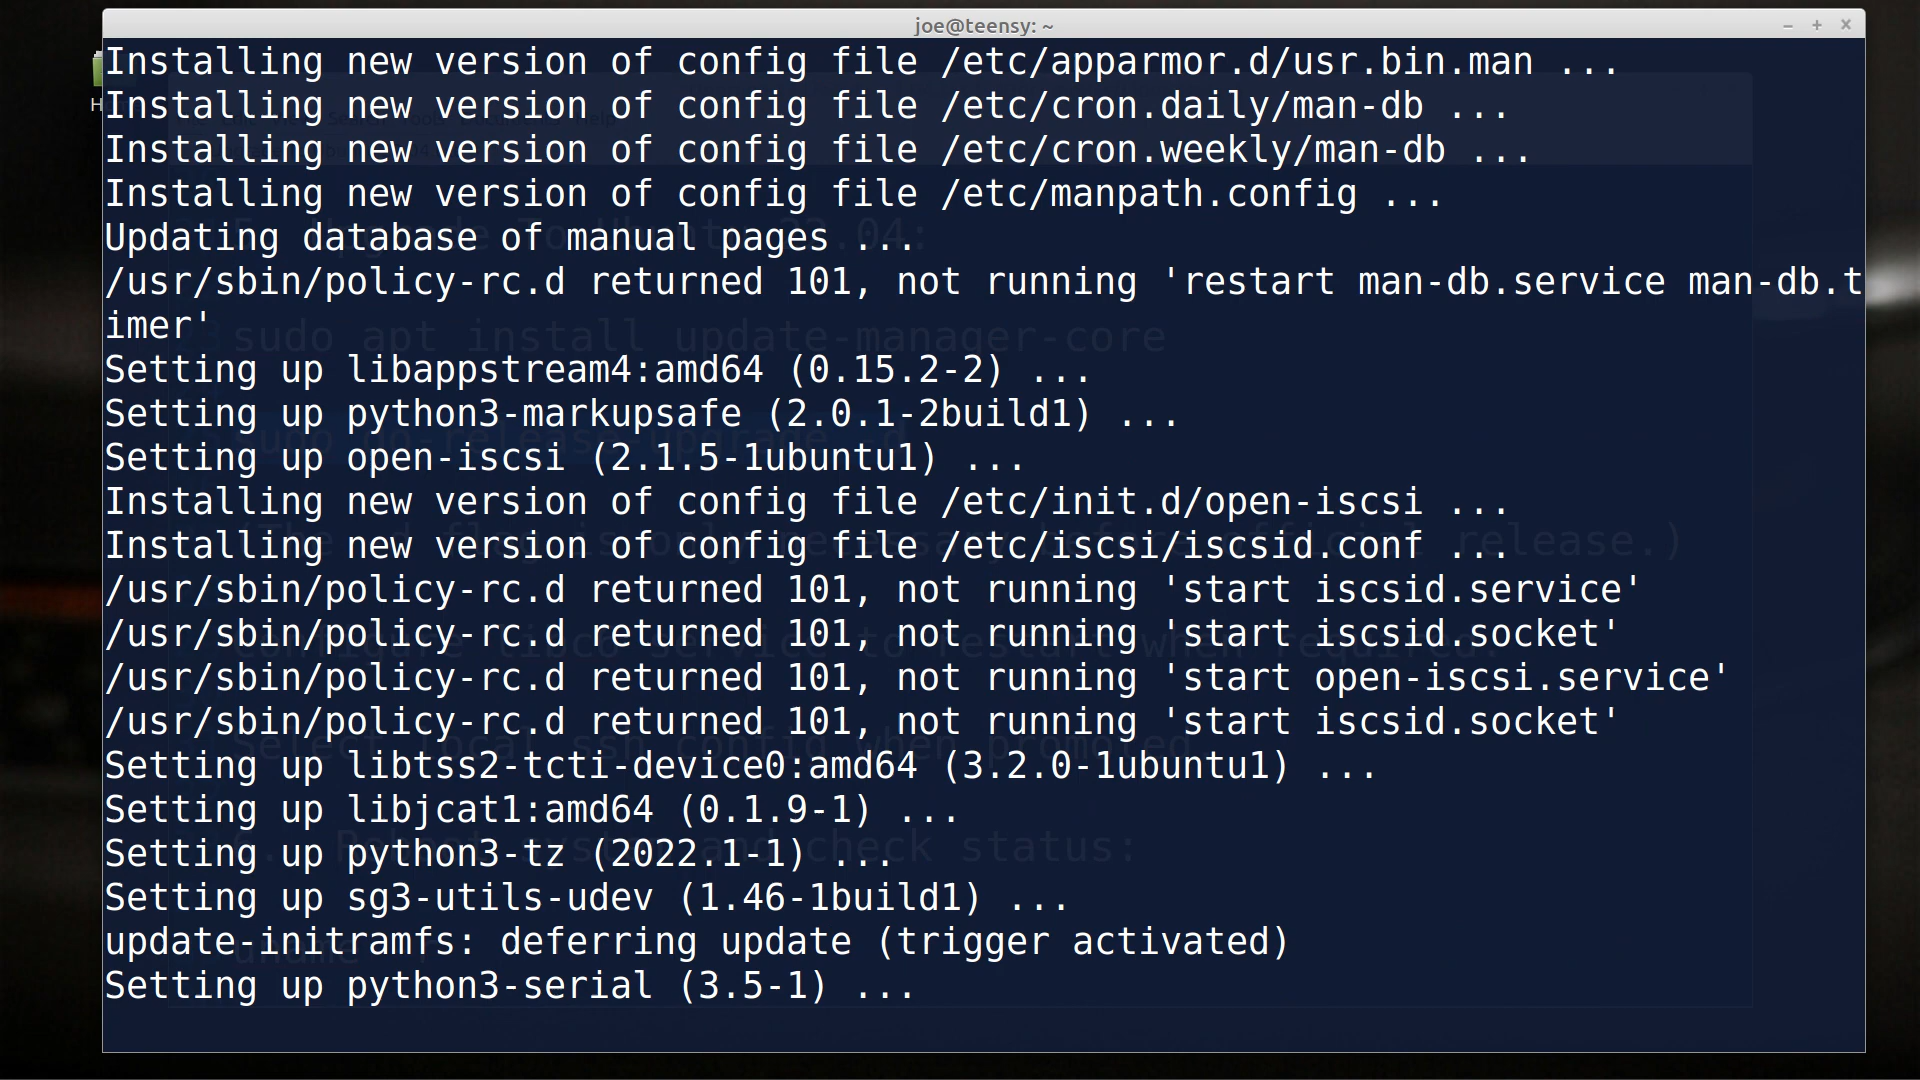 joe@teensy: ~
Installing new version of config file /etc/apparmor.d/usr.bin.man ...
Installing new version of config file /etc/cron.daily/man-db ...
Installing new version of config file /etc/cron.weekly/man-db ...
Installing new version of config file /etc/manpath.config ...
Updating database of manual pages ...
/usr/sbin/policy-rc.d returned 101, not running 'restart man-db.service man-db.t
imer'
sudo apt install update-manager-core
Setting up libappstream4:amd64 (0.15.2-2) ...
Setting up python3-markupsafe (2.0.1-2build1) ...
Setting up open-iscsi (2.1.5-1ubuntu1) ...
Installing new version of config file /etc/init.d/open-iscsi ...
Installing new version of config file /etc/iscsi/iscsid.conf ...
release.)
/usr/sbin/policy-rc.d returned 101, not running 'start iscsid.service'
/usr/sbin/policy-rc.d returned 101, not running 'start iscsid.socket'
/usr/sbin/policy-rc.d returned 101, not running 'start open-iscsi.service'
/usr/sbin/policy-rc.d returned 101, not running 'start iscsid.socket'
Setting up libtss2-tcti-device0:amd64 (3.2.0-1ubuntu1) ...
Setting up libjcat1:amd64 (0.1.9-1) ...
check status:
Setting up python3-tz (2022.1-1) ...
Setting up sg3-utils-udev (1.46-1build1) ...
update-initramfs: deferring update (trigger activated)
Setting up python3-serial (3.5-1) ...